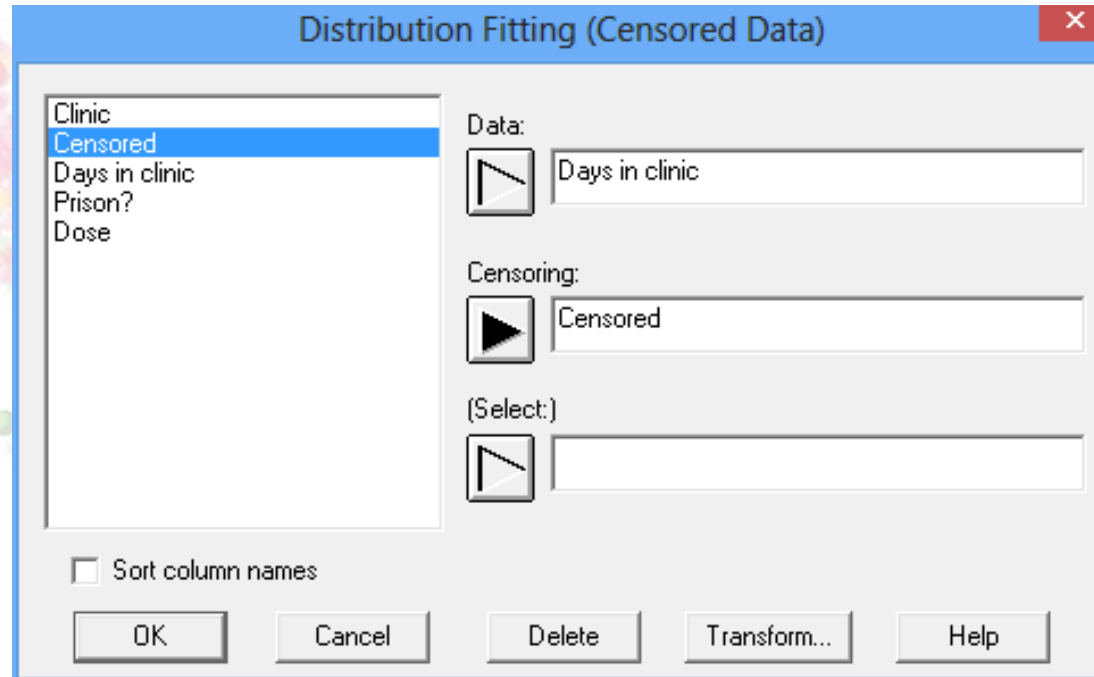 Distribution Fitting (Censored Data)
Clinic
Censored
Days in clinic
Prison?
Dose
Data:
Days in clinic
Censoring:
Censored
(Select:)
Sort column names
OK Cancel Delete Transform... Help